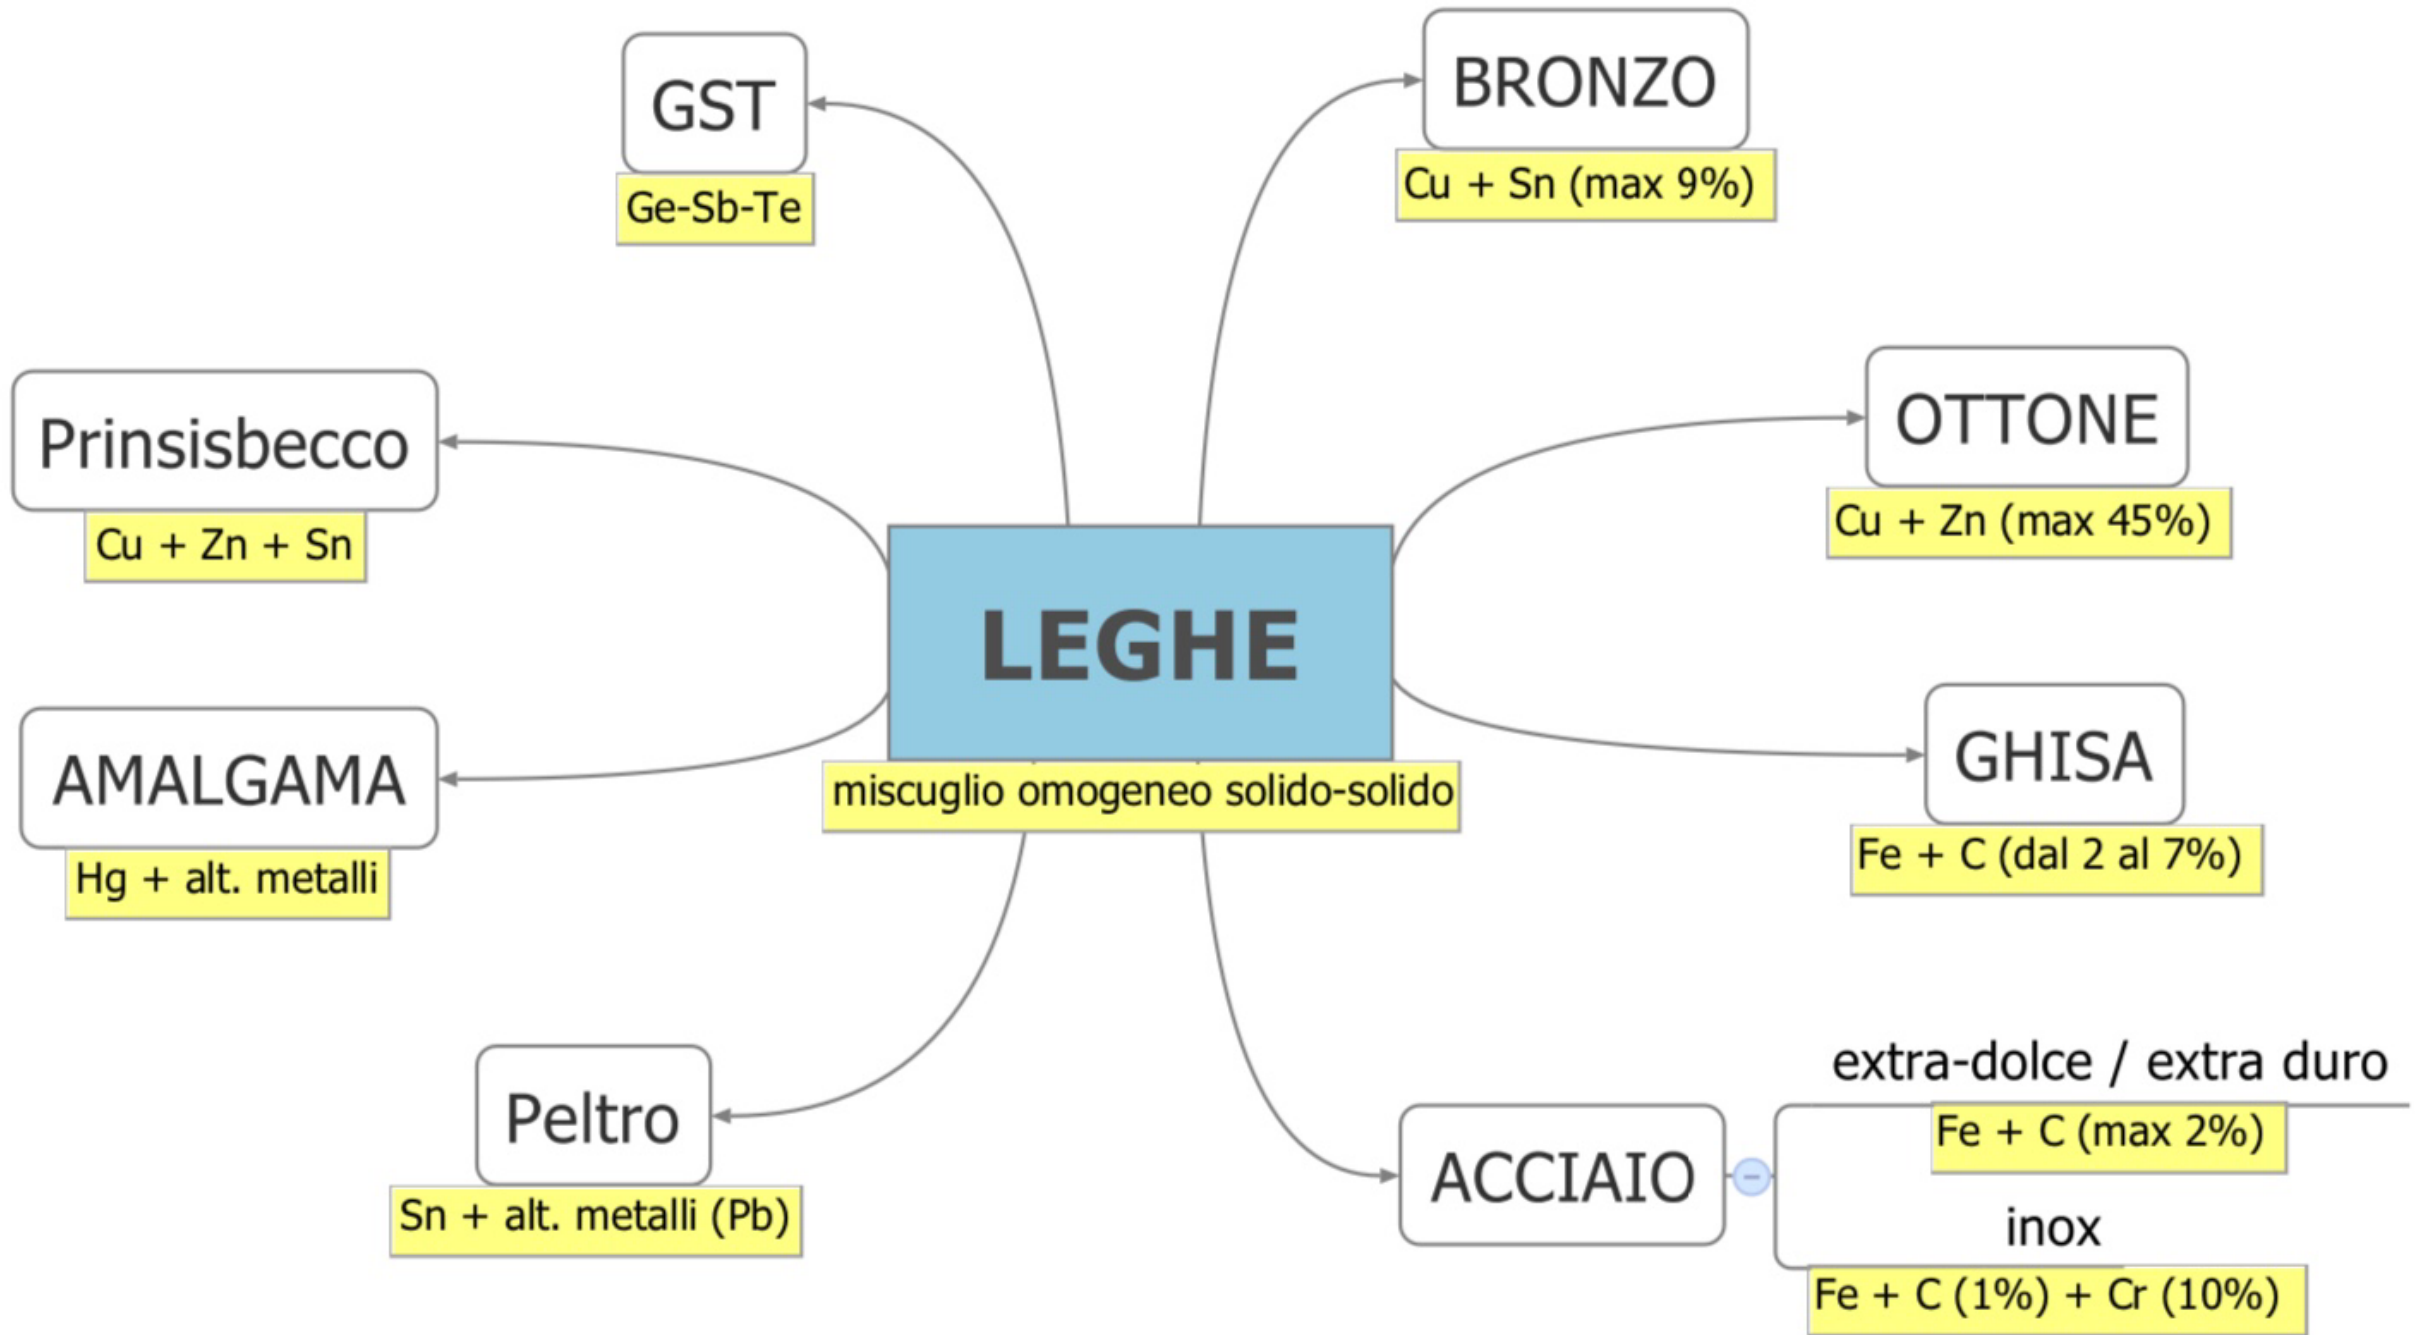 LEGHE
miscuglio omogeneo solido-solido
BRONZO
Cu + Sn (max 9%)
OTTONE
Cu + Zn (max 45%)
GHISA
Fe + C (dal 2 al 7%)
ACCIAIO
extra-dolce / extra duro
Fe + C (max 2%)
inox
Fe + C (1%) + Cr (10%)
Peltro
Sn + alt. metalli (Pb)
AMALGAMA
Hg + alt. metalli
Prinsisbecco
Cu + Zn + Sn
GST
Ge-Sb-Te